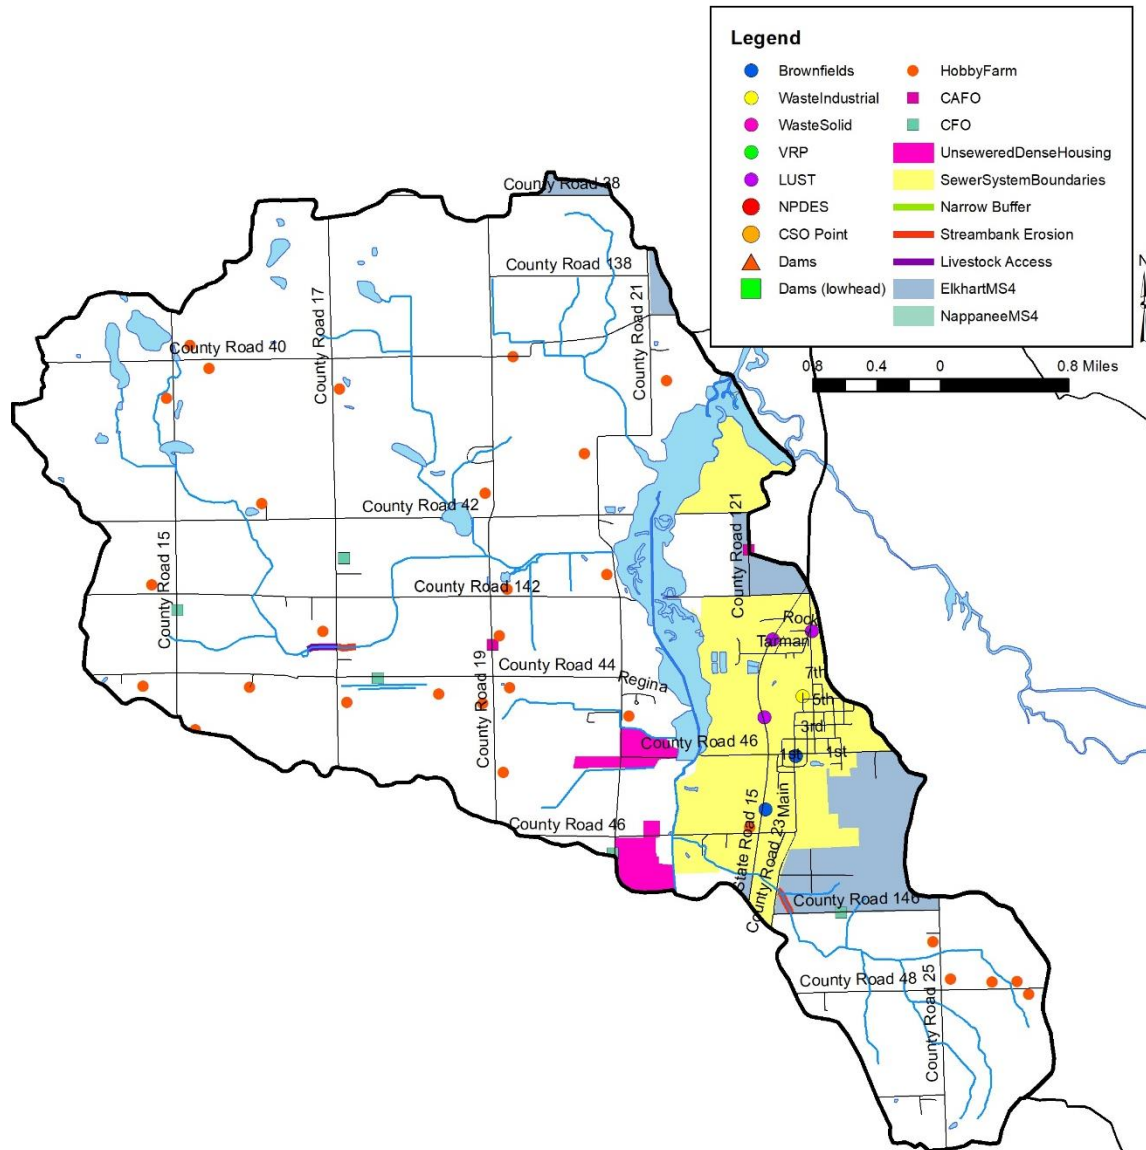 Legend
Brownfields
WasteIndustrial
WasteSolid
VRP
LUST
NPDES
CSO Point
Dams
Dams (lowhead)
HobbyFarm
CAFO
CFO
UnseweredDenseHousing
SewerSystemBoundaries
Narrow Buffer
Streambank Erosion
Livestock Access
ElkhartMS4
NappaneeMS4
N
0.8 0.4 0 0.8 Miles
County Road 38
County Road 138
County Road 17
County Road 21
County Road 40
County Road 42
County Road 121
County Road 15
County Road 142
Rock
Tarman
County Road 44
County Road 19
Regina
7th
5th
3rd
County Road 46
1st
1st
Main
County Road 46
State Road 15
County Road 23
County Road 146
County Road 48
County Road 25